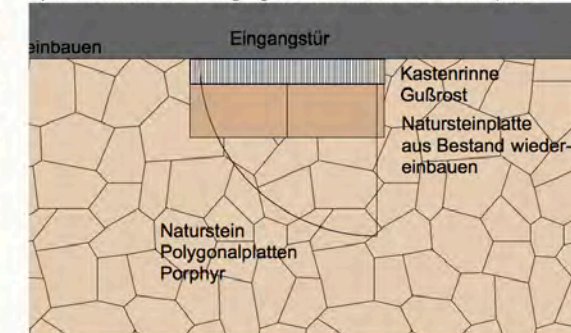 einbauen
Eingangstür
Kastenrinne
Gußrost
Natursteinplatte
aus Bestand wieder-
einbauen
Naturstein
Polygonalplatten
Porphyr